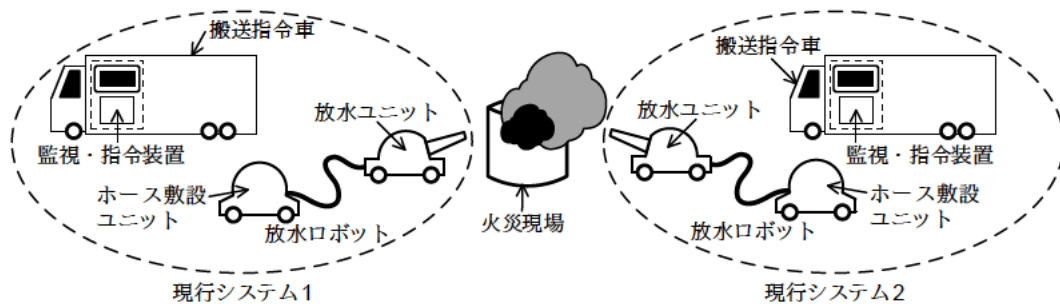 搬送指令車
監視・指令装置
放水ユニット
ホース敷設
ユニット
放水ロボット
現行システム1
火災現場
搬送指令車
放水ユニット
監視・指令装置
ホース敷設
ユニット
放水ロボット
現行システム2